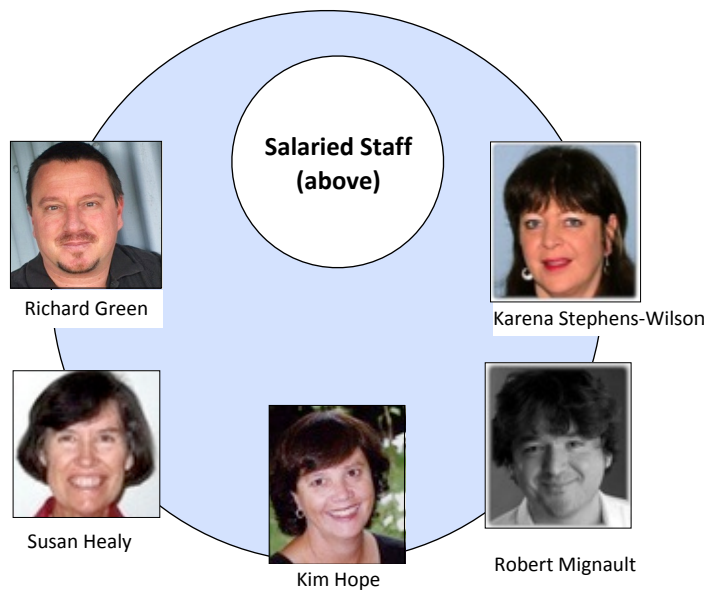 Salaried Staff
(above)
Richard Green
Karena Stephens-Wilson
Susan Healy
Kim Hope
Robert Mignault